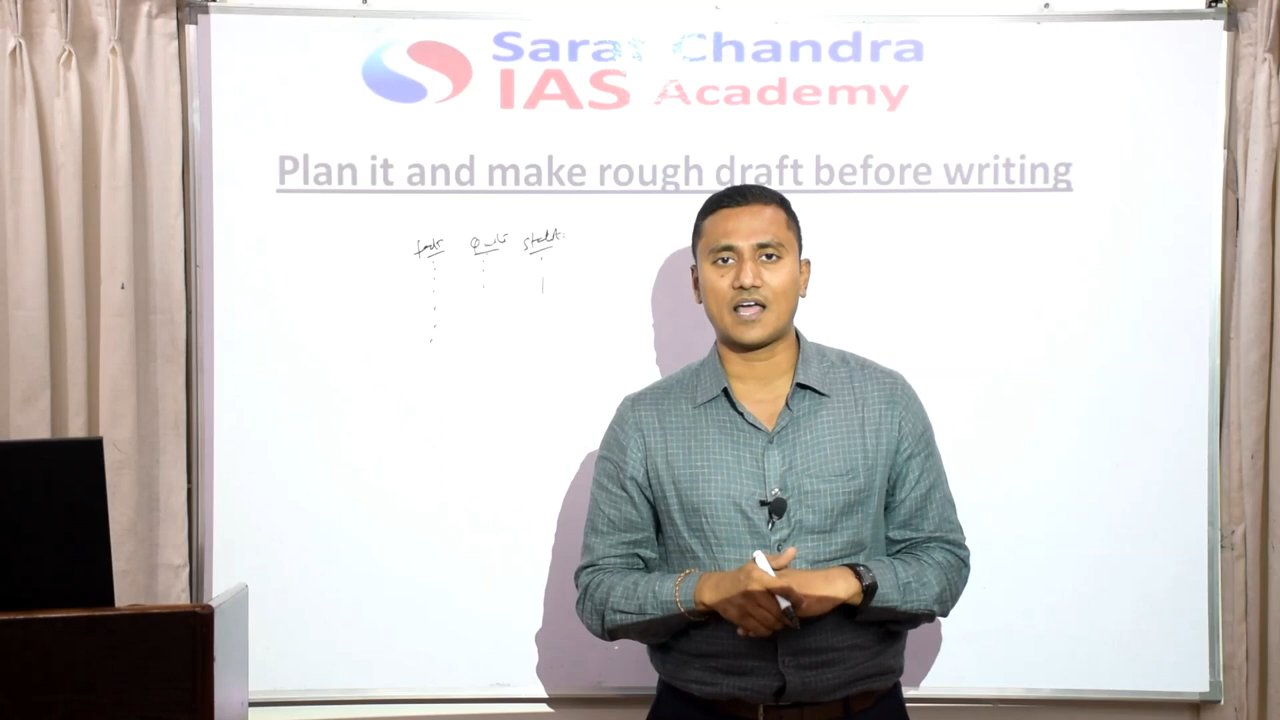 Sarat Chandra
IAS Academy
Plan it and make rough draft before writing